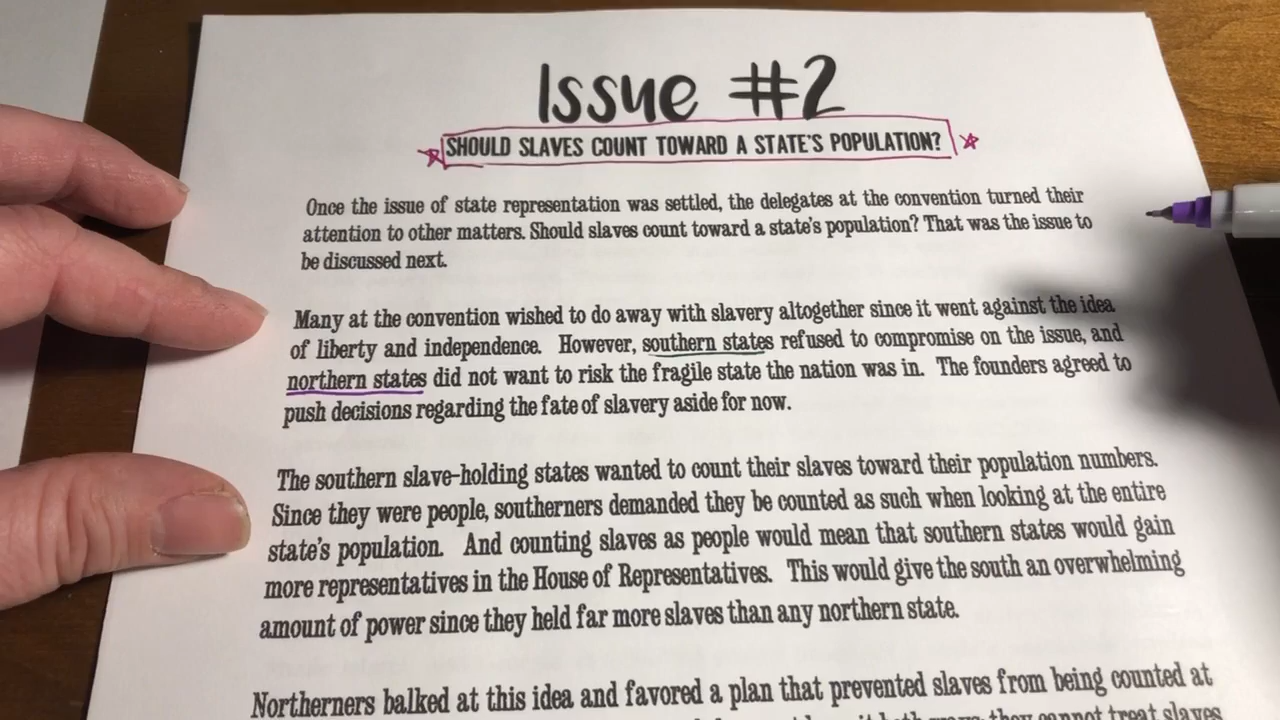 Issue #2
SHOULD SLAVES COUNT TOWARD A STATE'S POPULATION?
Once the issue of state representation was settled, the delegates at the convention turned their
attention to other matters. Should slaves count toward a state's population? That was the issue to
be discussed next.
Many at the convention wished to do away with slavery altogether since it went against the idea
of liberty and independence. However, southern states refused to compromise on the issue, and
northern states did not want to risk the fragile state the nation was in. The founders agreed to
push decisions regarding the fate of slavery aside for now.
The southern slave-holding states wanted to count their slaves toward their population numbers.
Since they were people, southerners demanded they be counted as such when looking at the entire
state's population. And counting slaves as people would mean that southern states would gain
more representatives in the House of Representatives. This would give the south an overwhelming
amount of power since they held far more slaves than any northern state.
Northerners balked at this idea and favored a plan that prevented slaves from being counted at
it both ways, they cannot treat slaves